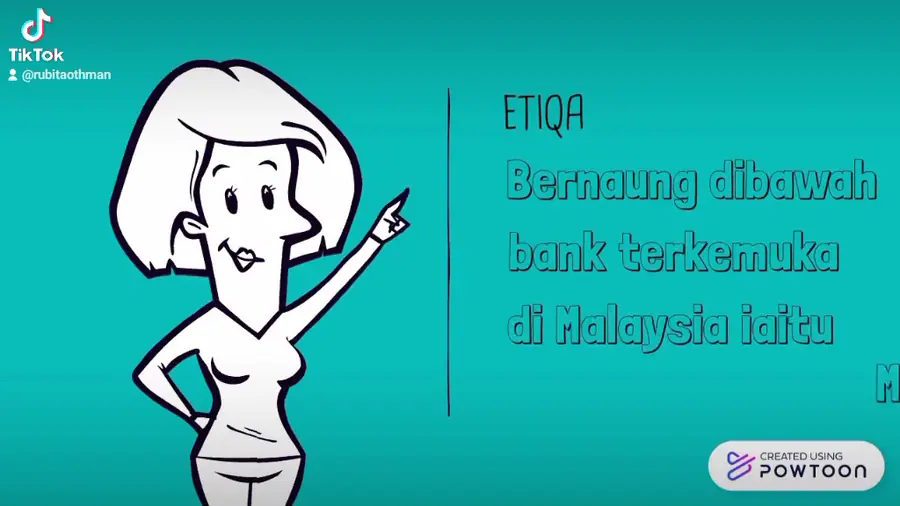 TikTok
@rubitaothman
ETIQA
Bernaung dibawah
bank terkemuka
di Malaysia iaitu
M
CREATED USING
POWTOON